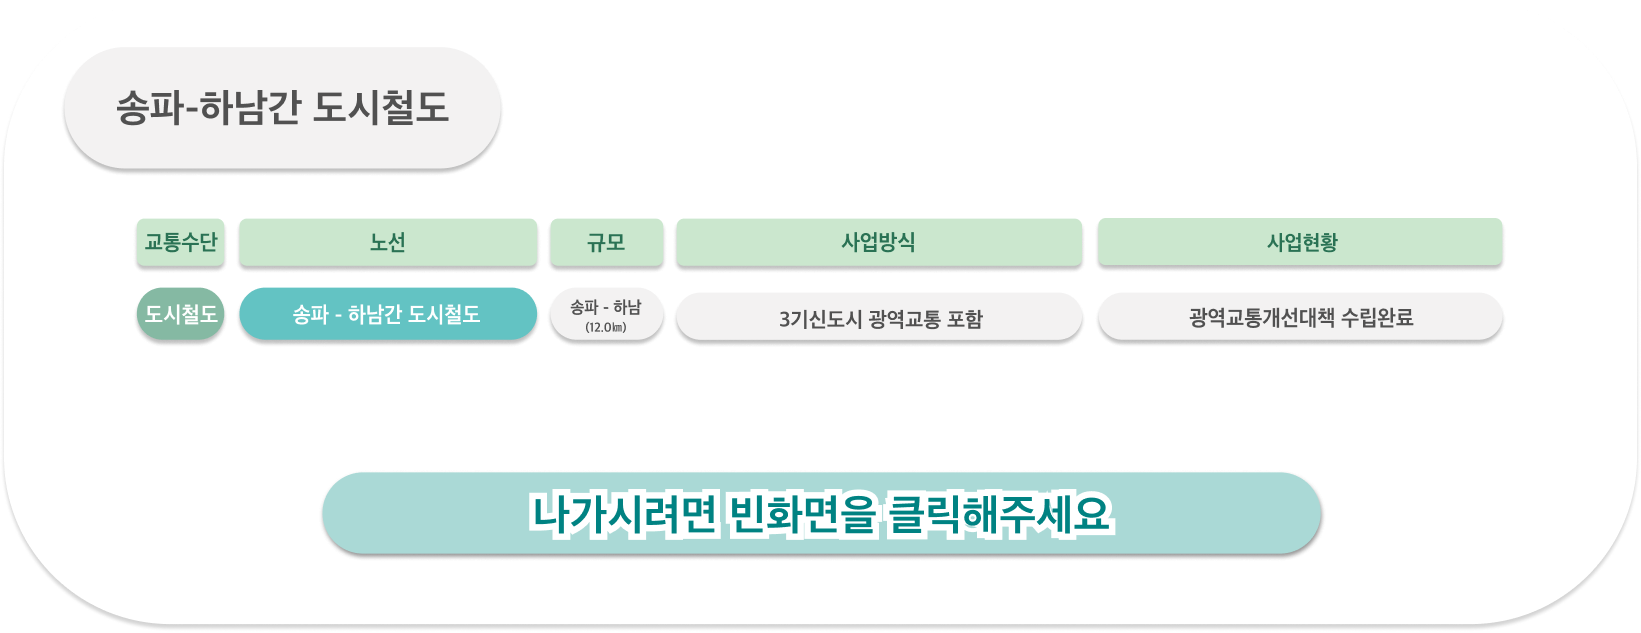 송파-하남간 도시철도
교통수단 노선 규모 사업방식 사업현황
도시철도 송파 - 하남간 도시철도 송파 - 하남 3기신도시 광역교통 포함 광역교통개선대책 수립완료
(12.0㎞)
나가시려면 빈화면을 클릭해주세요